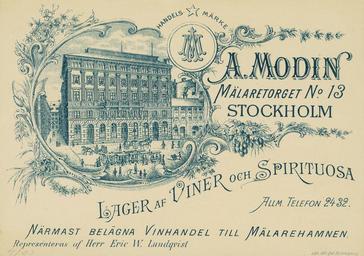 HANDELS MÄRKE
AM
A. MODIN
MÄLARETORGET No 13
STOCKHOLM
LAGER AF VINER OCH SPIRITUOSA
ALLM. TELEFON 2432.
NÄRMAST BELÄGNA VINHANDEL TILL MÄLAREHAMNEN.
Representeras af Herr Eric W. Lundqvist